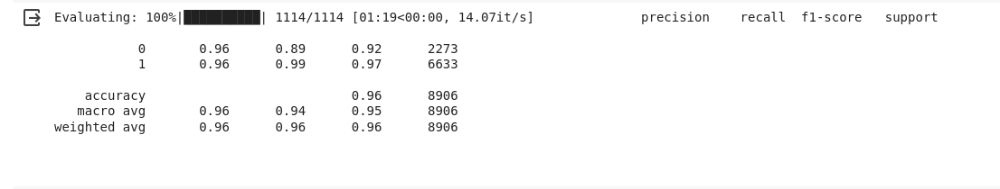 Evaluating: 100%|██████████| 1114/1114 [01:19<00:00, 14.07it/s]              precision    recall  f1-score   support
           0       0.96      0.89      0.92      2273
           1       0.96      0.99      0.97      6633
    accuracy                           0.96      8906
   macro avg       0.96      0.94      0.95      8906
weighted avg       0.96      0.96      0.96      8906